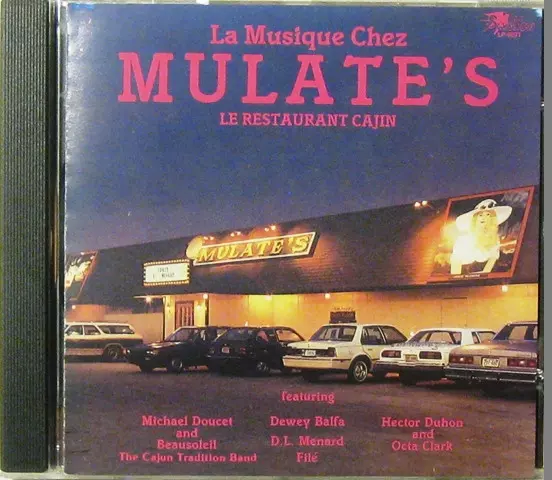 La Musique Chez
MULATE'S
LE RESTAURANT CAJIN
MULATE'S
featuring
Michael Doucet
and
Beausoleil
The Cajun Tradition Band
Dewey Balfa
D.L. Menard
Filé
Hector Duhon
and
Octa Clark